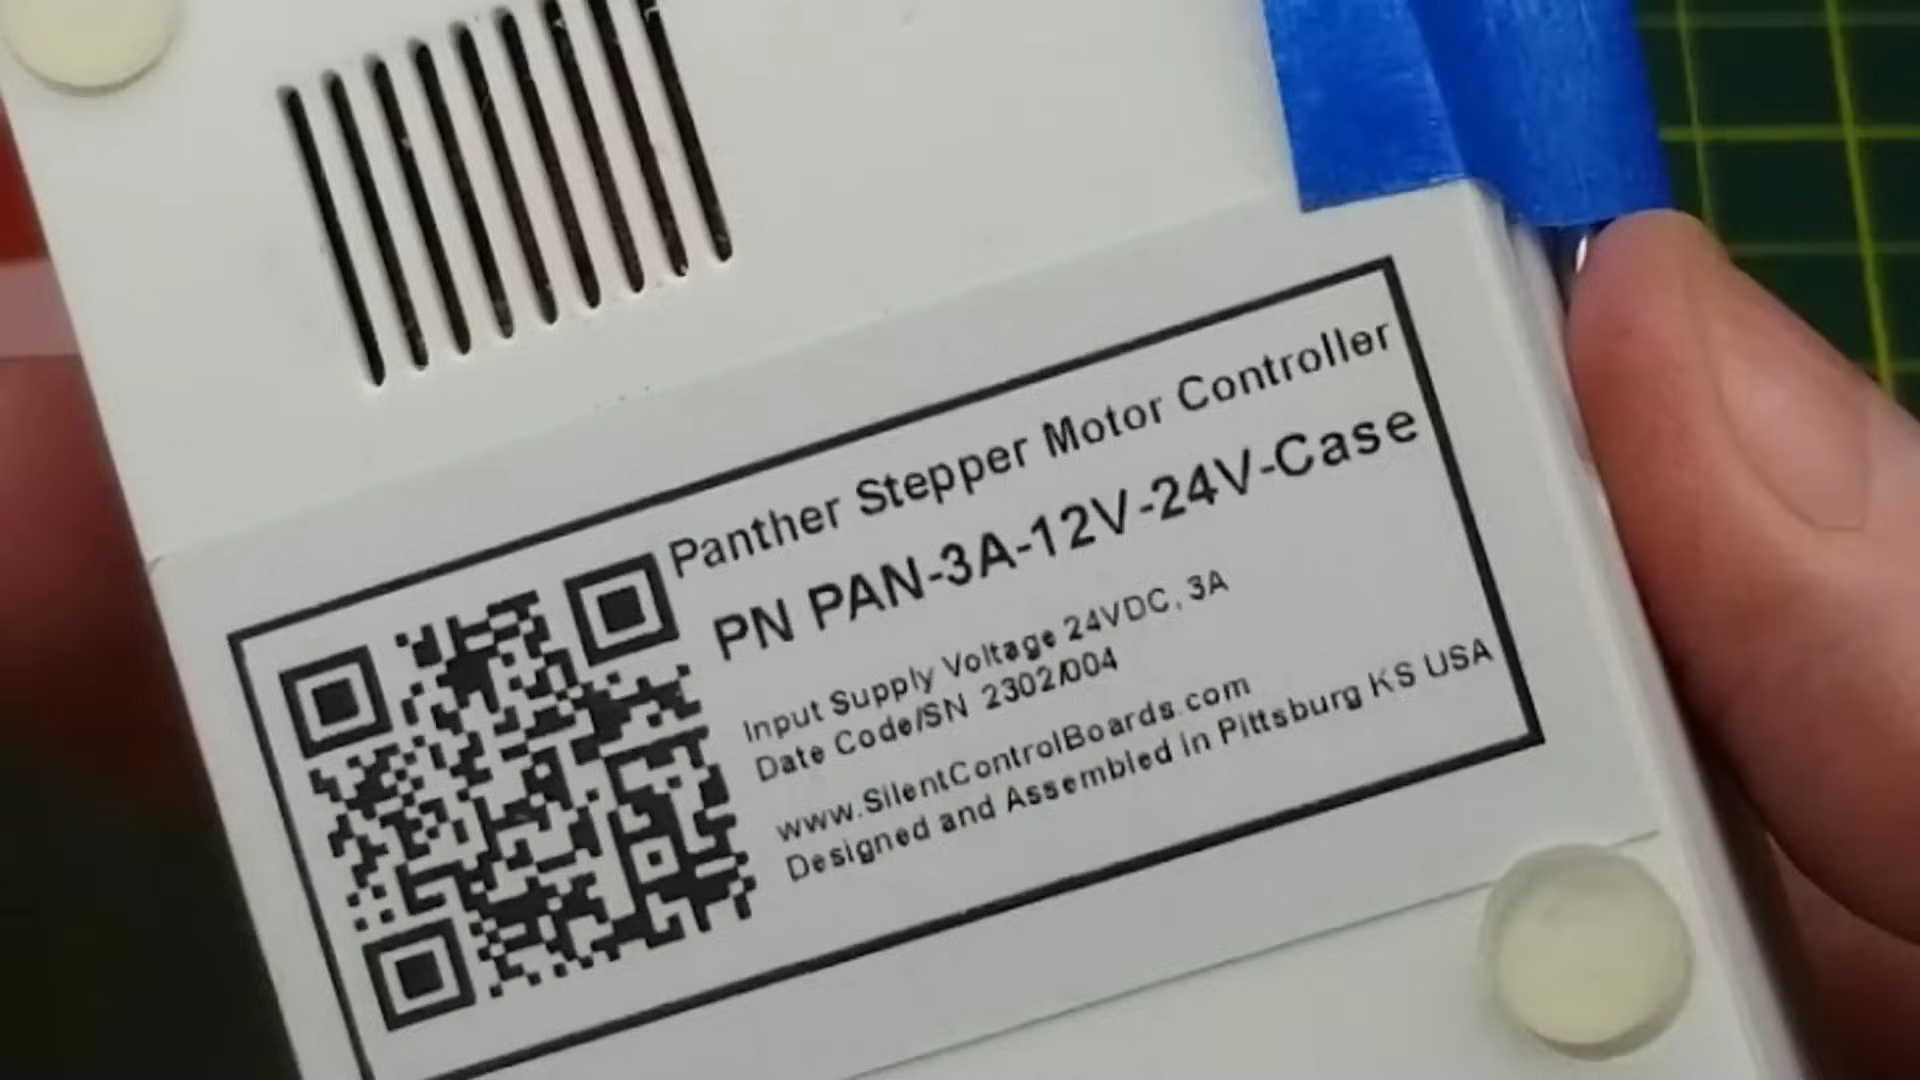 Panther Stepper Motor Controller
PN PAN-3A-12V-24V-Case
Input Supply Voltage 24VDC, 3A
Date Code/SN 2302/004
www.SilentControlBoards.com
Designed and Assembled in Pittsburg KS USA